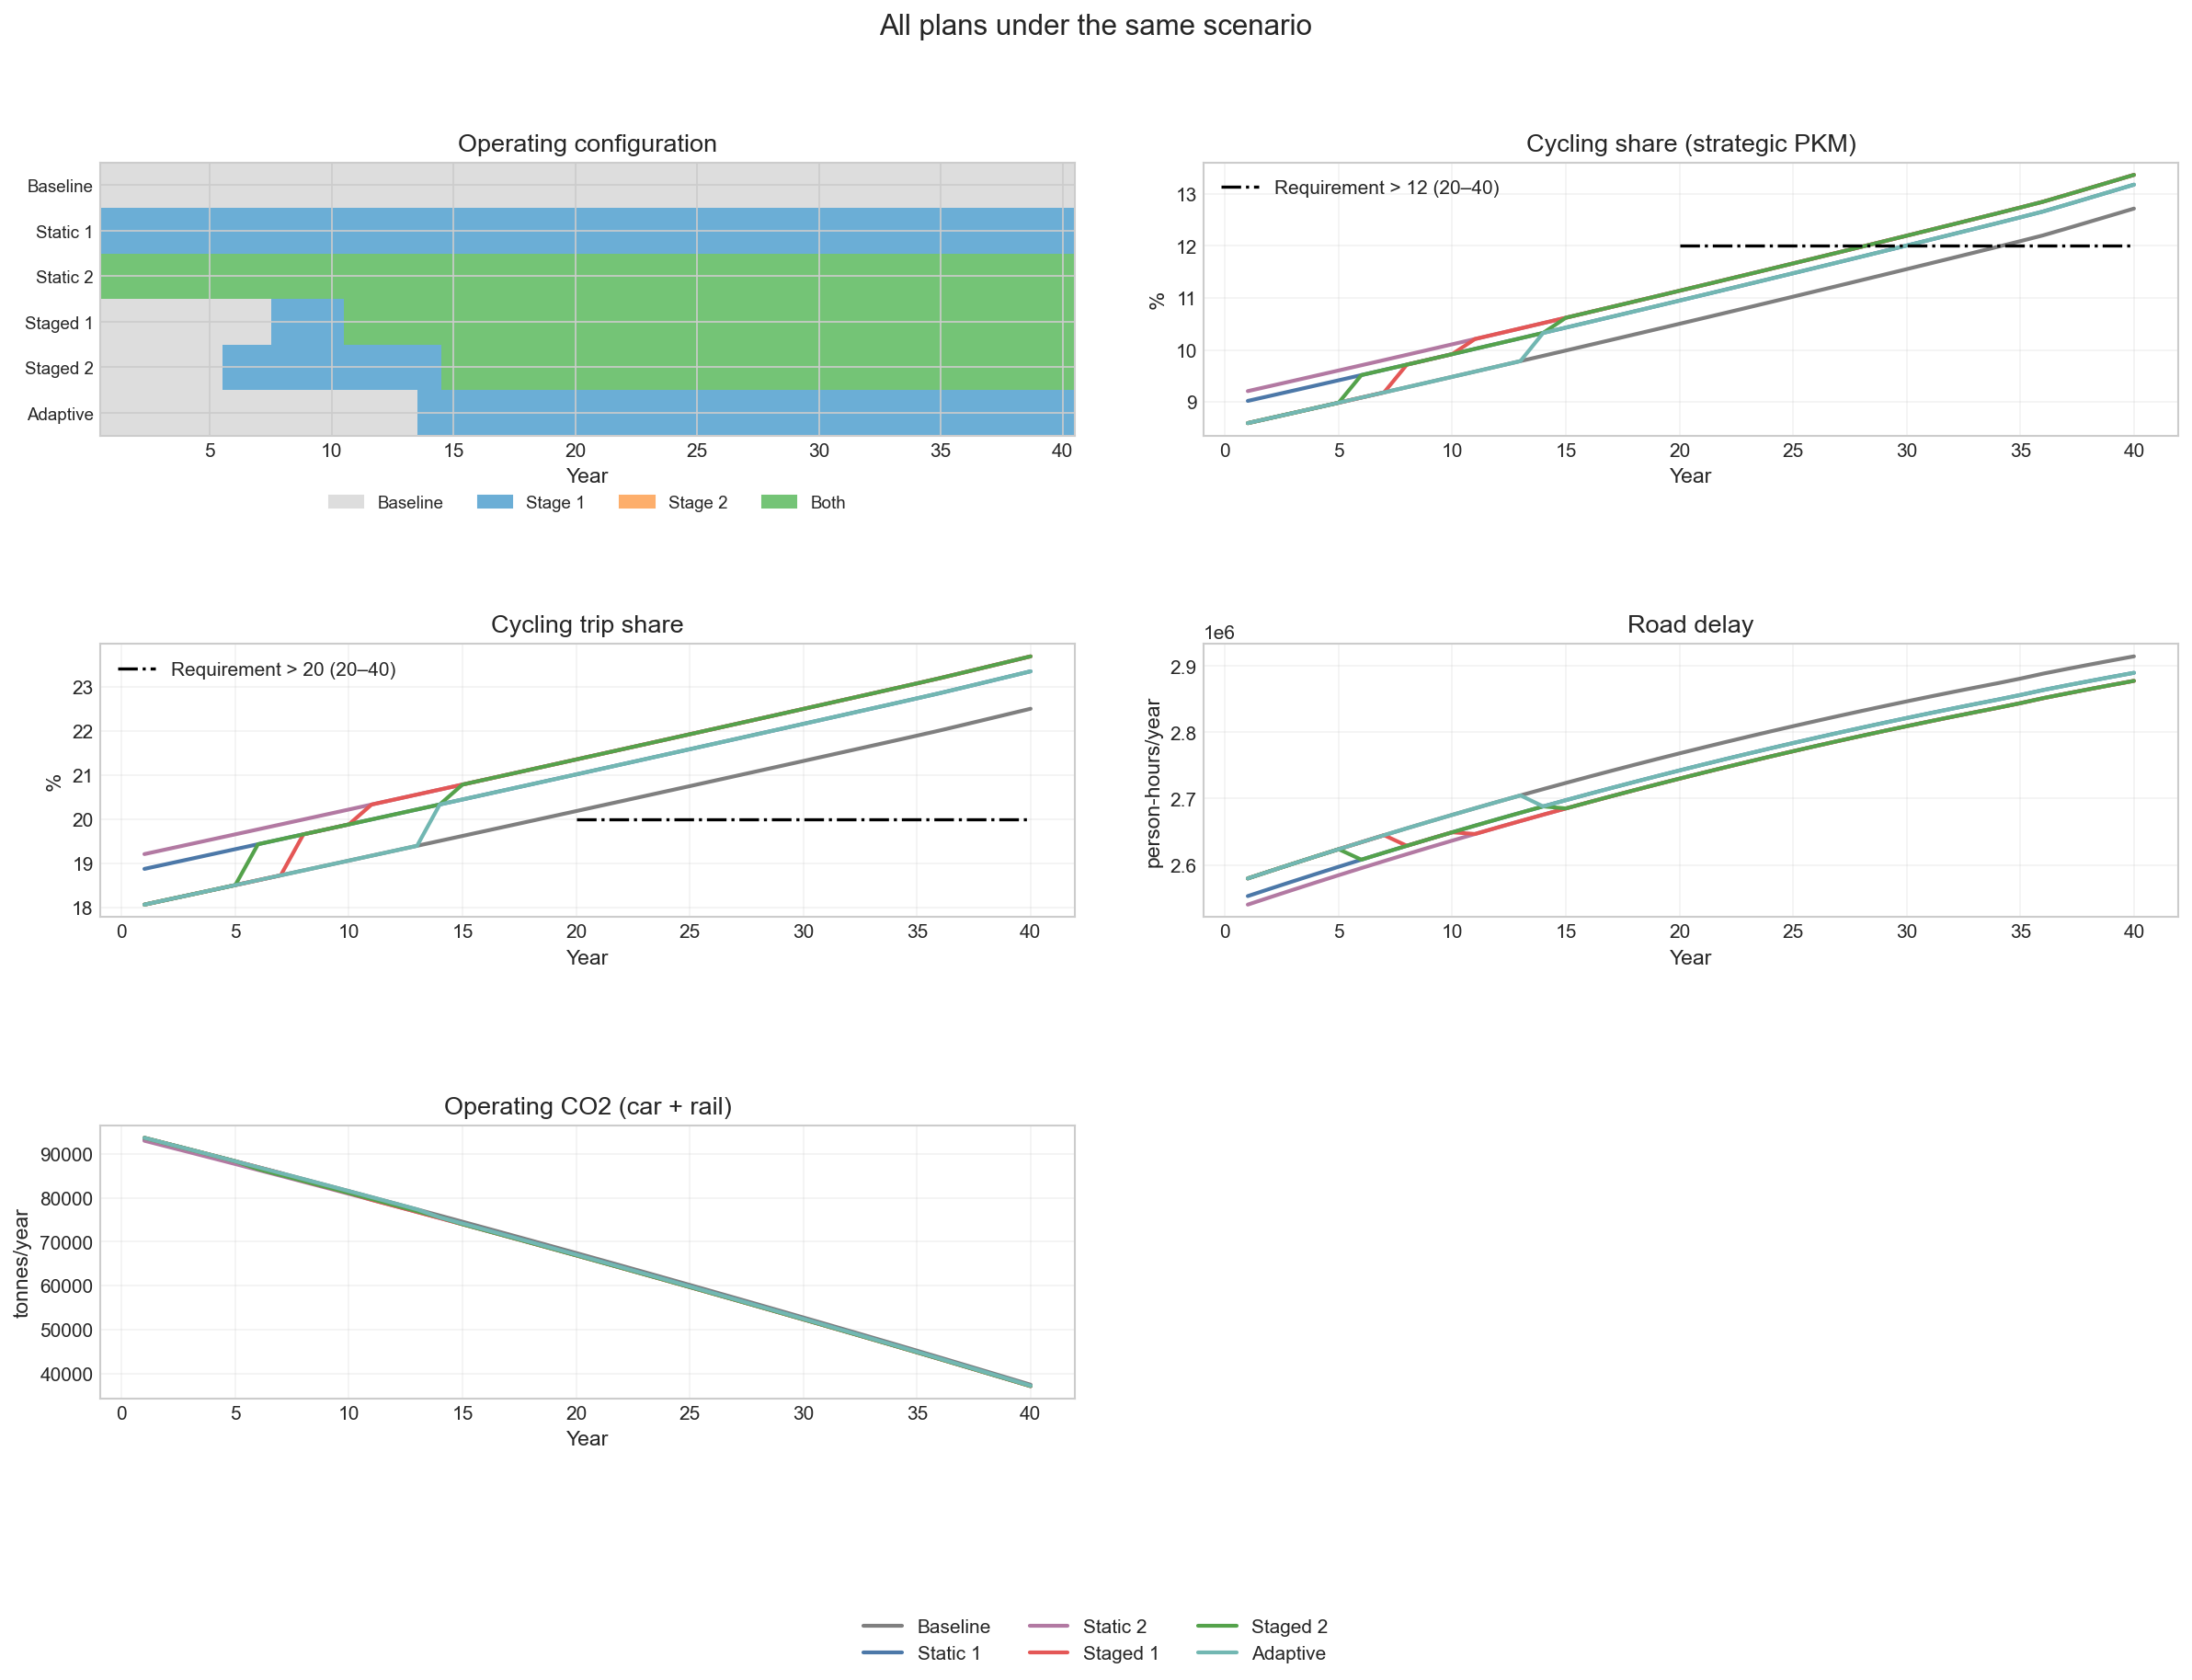 All plans under the same scenario
Operating configuration
Baseline
Static 1
Static 2
Staged 1
Staged 2
Adaptive
5 10 15 20 25 30 35 40
Year
Baseline Stage 1 Stage 2 Both
Cycling share (strategic PKM)
Requirement > 12 (20–40)
%
13
12
11
10
9
0 5 10 15 20 25 30 35 40
Year
Cycling trip share
Requirement > 20 (20–40)
%
23
22
21
20
19
18
0 5 10 15 20 25 30 35 40
Year
Road delay
1e6
person-hours/year
2.9
2.8
2.7
2.6
0 5 10 15 20 25 30 35 40
Year
Operating CO2 (car + rail)
tonnes/year
90000
80000
70000
60000
50000
40000
0 5 10 15 20 25 30 35 40
Year
Baseline Static 2 Staged 2
Static 1 Staged 1 Adaptive